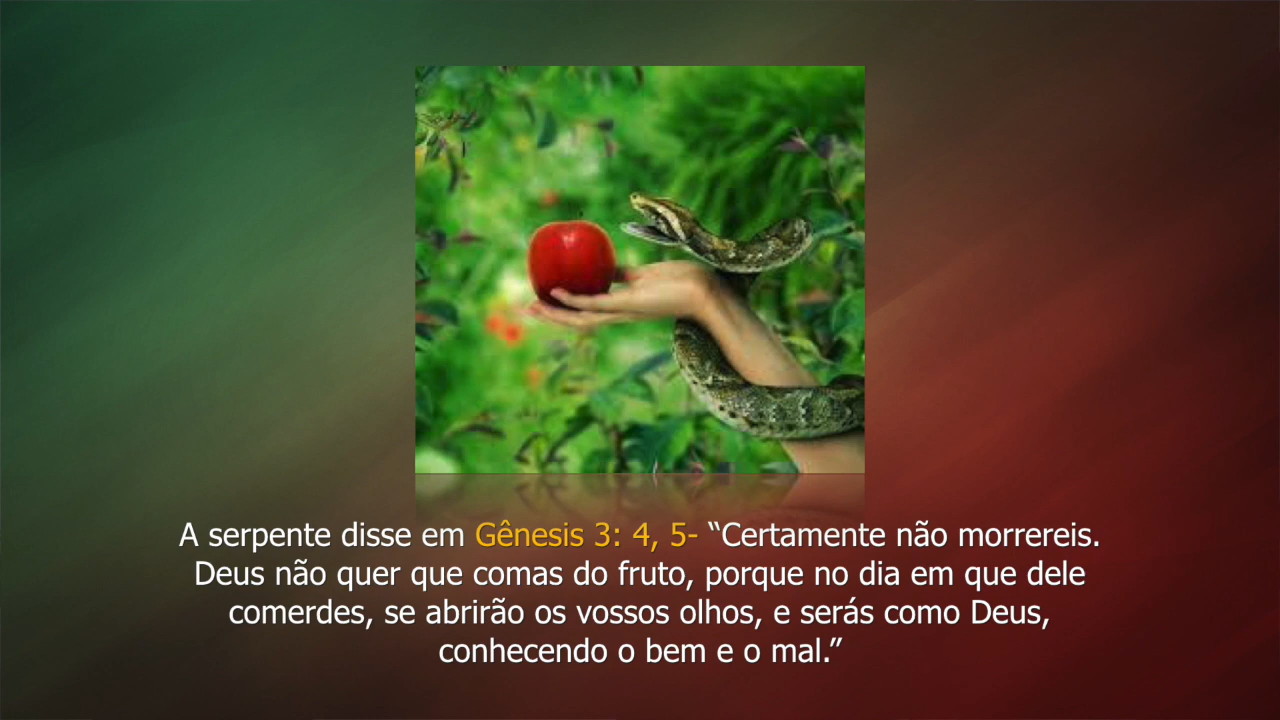 A serpente disse em Gênesis 3: 4, 5- “Certamente não morrereis.
Deus não quer que comas do fruto, porque no dia em que dele
comerdes, se abrirão os vossos olhos, e serás como Deus,
conhecendo o bem e o mal.”